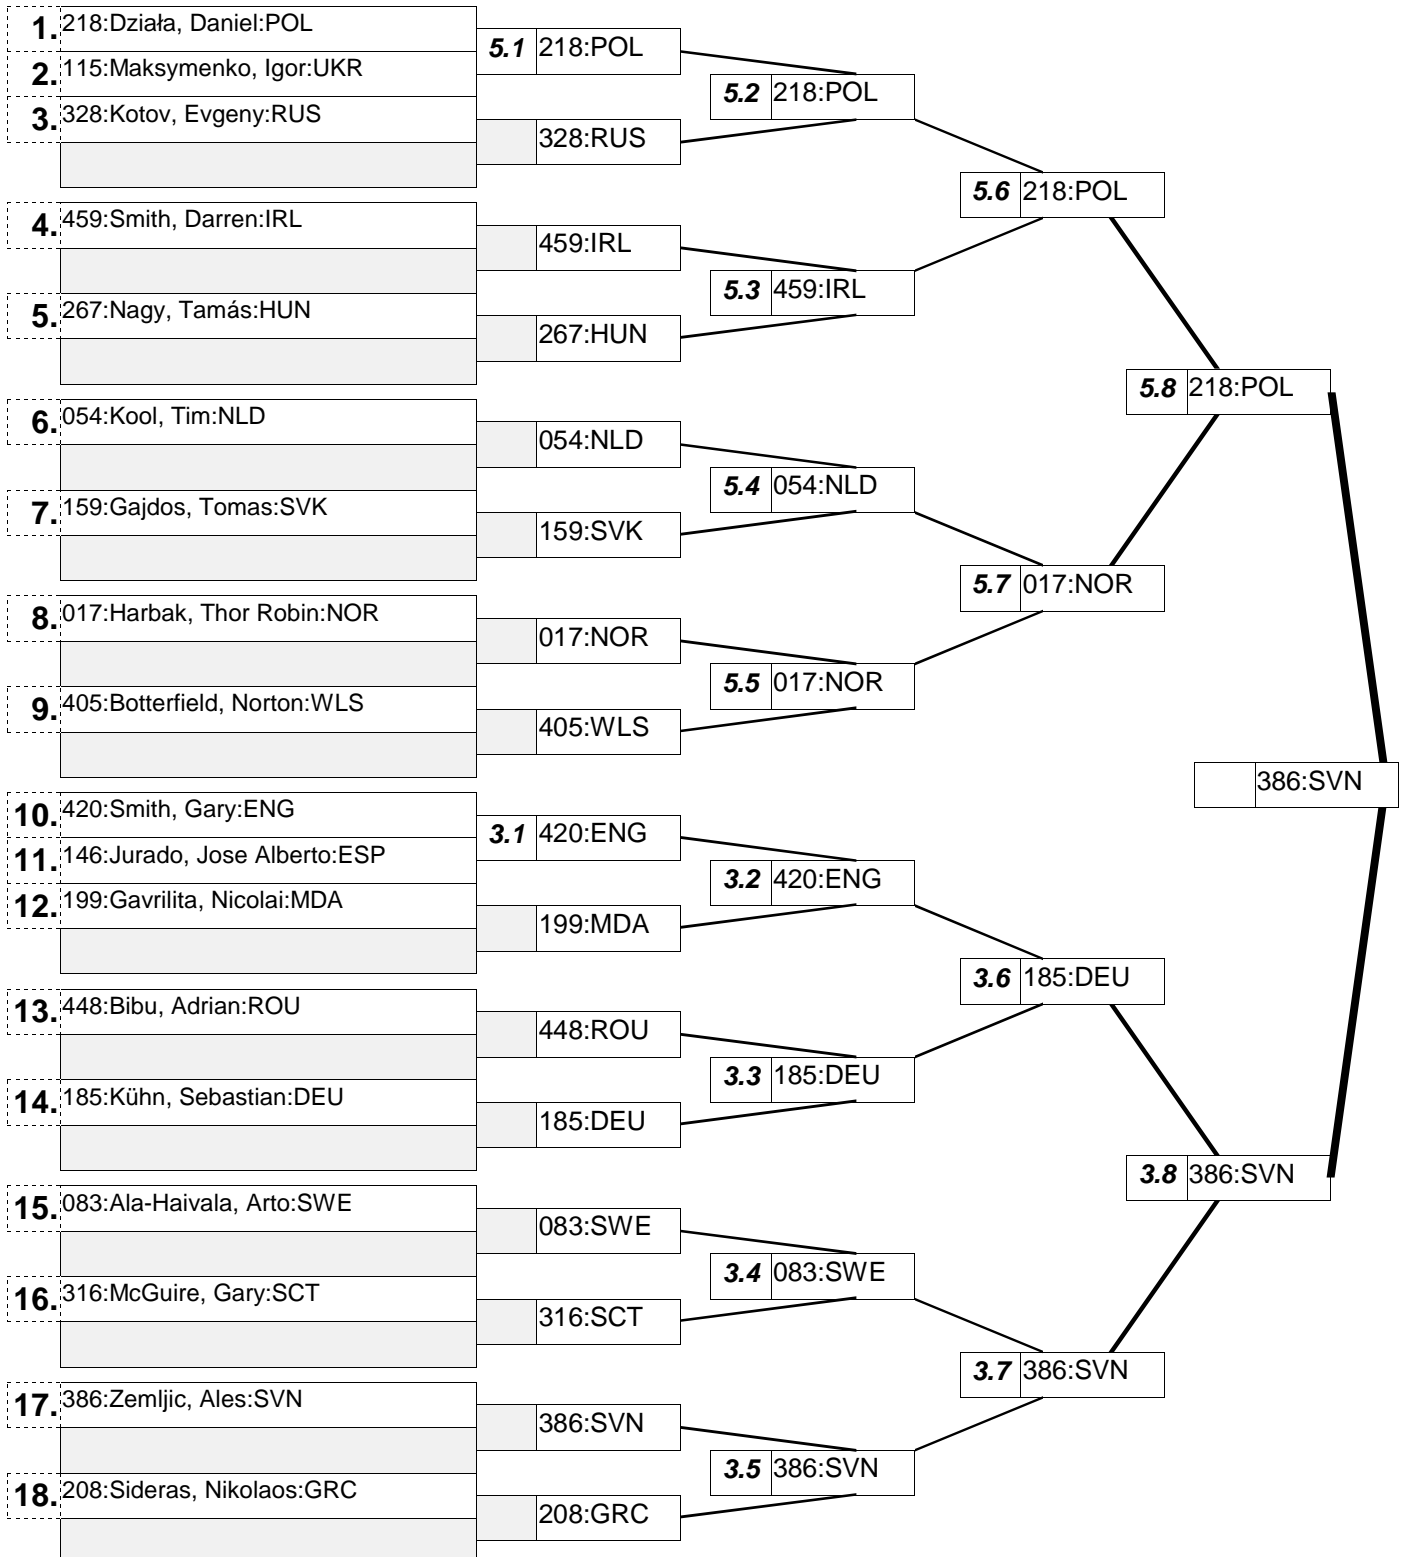 1. 218:Działa, Daniel:POL
2. 115:Maksymenko, Igor:UKR
3. 328:Kotov, Evgeny:RUS
4. 459:Smith, Darren:IRL
5. 267:Nagy, Tamás:HUN
6. 054:Kool, Tim:NLD
7. 159:Gajdos, Tomas:SVK
8. 017:Harbak, Thor Robin:NOR
9. 405:Botterfield, Norton:WLS
10. 420:Smith, Gary:ENG
11. 146:Jurado, Jose Alberto:ESP
12. 199:Gavrilita, Nicolai:MDA
13. 448:Bibu, Adrian:ROU
14. 185:Kühn, Sebastian:DEU
15. 083:Ala-Haivala, Arto:SWE
16. 316:McGuire, Gary:SCT
17. 386:Zemljic, Ales:SVN
18. 208:Sideras, Nikolaos:GRC
5.1 218:POL
328:RUS
459:IRL
267:HUN
054:NLD
159:SVK
017:NOR
405:WLS
3.1 420:ENG
199:MDA
448:ROU
185:DEU
083:SWE
316:SCT
386:SVN
208:GRC
5.2 218:POL
5.3 459:IRL
5.4 054:NLD
5.5 017:NOR
3.2 420:ENG
3.3 185:DEU
3.4 083:SWE
3.5 386:SVN
5.6 218:POL
5.7 017:NOR
3.6 185:DEU
3.7 386:SVN
5.8 218:POL
3.8 386:SVN
386:SVN